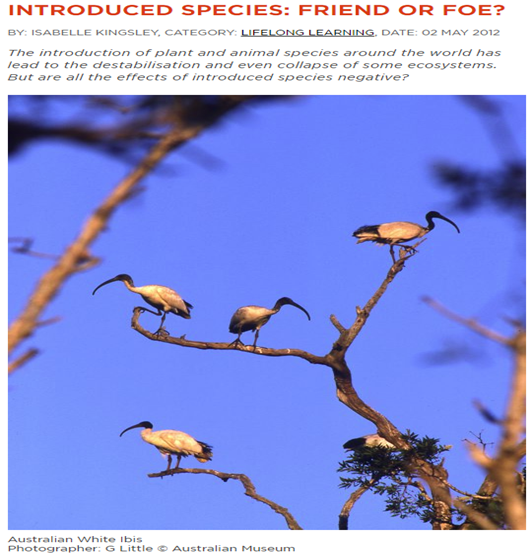 INTRODUCED SPECIES: FRIEND OR FOE?
BY: ISABELLE KINGSLEY, CATEGORY: LIFELONG LEARNING, DATE: 02 MAY 2012
The introduction of plant and animal species around the world has
lead to the destabilisation and even collapse of some ecosystems.
But are all the effects of introduced species negative?
Australian White Ibis
Photographer: G Little © Australian Museum